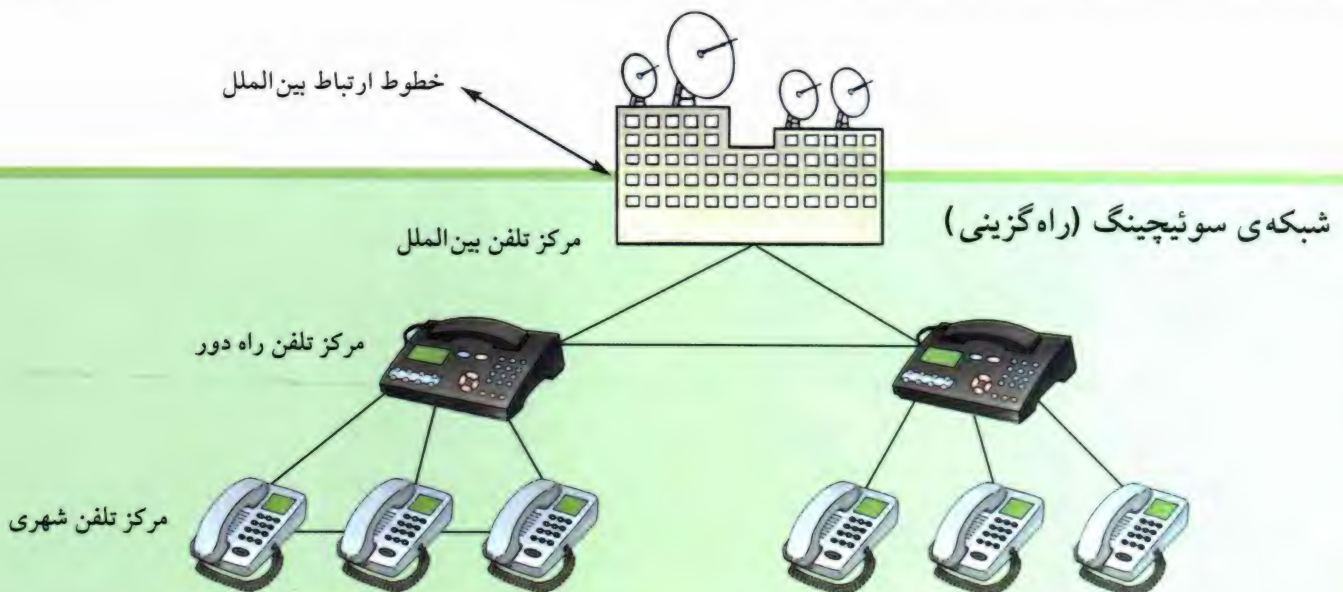 خطوط ارتباط بین‌الملل
شبکه‌ی سوئیچینگ (راه‌گزینی)
مرکز تلفن بین‌الملل
مرکز تلفن راه دور
مرکز تلفن شهری